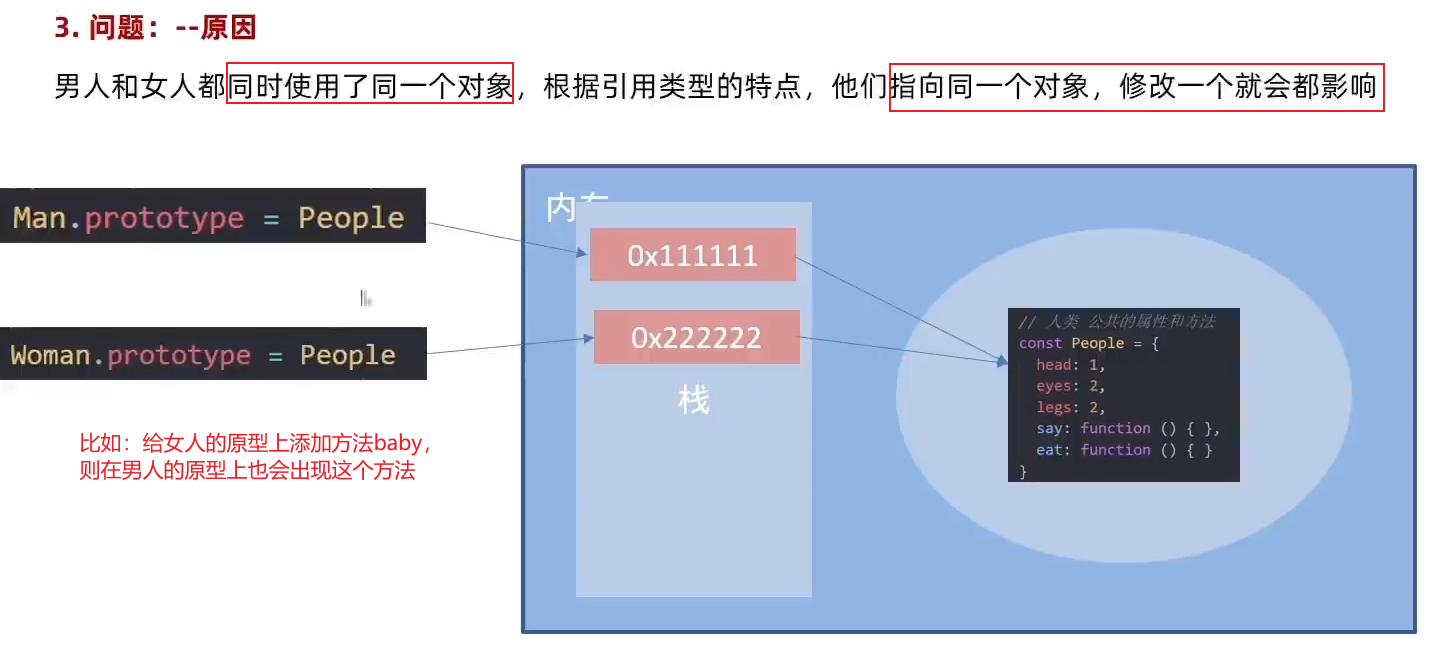 3. 问题：--原因
男人和女人都同时使用了同一个对象，根据引用类型的特点，他们指向同一个对象，修改一个就会都影响
Man.prototype = People
Woman.prototype = People
比如：给女人的原型上添加方法baby，
则在男人的原型上也会出现这个方法
内存
0x111111
0x222222
栈
// 人类 公共的属性和方法
const People = {
head: 1,
eyes: 2,
legs: 2,
say: function () { },
eat: function () { }
}